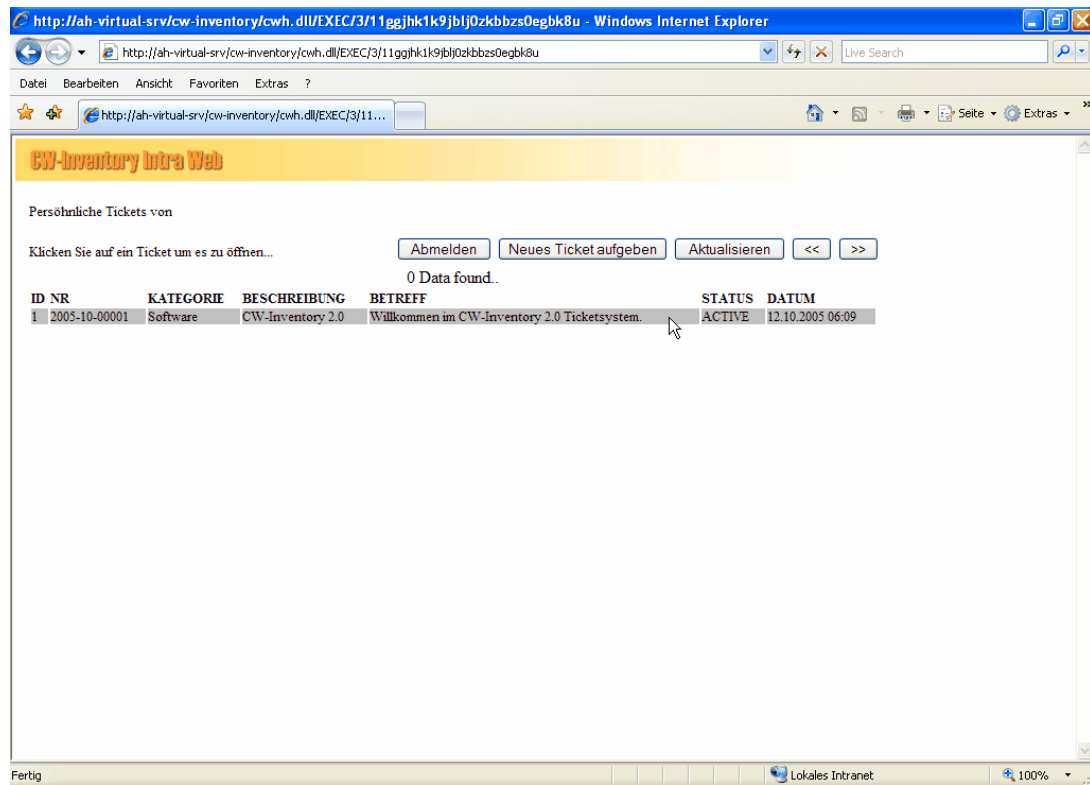 http://ah-virtual-srv/cw-inventory/cwh.dll/EXEC/3/11ggjhk1k9jblj0zkbbzs0egbk8u - Windows Internet Explorer
http://ah-virtual-srv/cw-inventory/cwh.dll/EXEC/3/11ggjhk1k9jblj0zkbbzs0egbk8u Live Search
Datei Bearbeiten Ansicht Favoriten Extras ?
http://ah-virtual-srv/cw-inventory/cwh.dll/EXEC/3/11... Seite Extras »
CW-Inventory Intra Web
Persöhnliche Tickets von
Klicken Sie auf ein Ticket um es zu öffnen... Abmelden Neues Ticket aufgeben Aktualisieren << >>
0 Data found..
ID NR KATEGORIE BESCHREIBUNG BETREFF STATUS DATUM
1 2005-10-00001 Software CW-Inventory 2.0 Willkommen im CW-Inventory 2.0 Ticketsystem. ACTIVE 12.10.2005 06:09
Fertig Lokales Intranet 100%